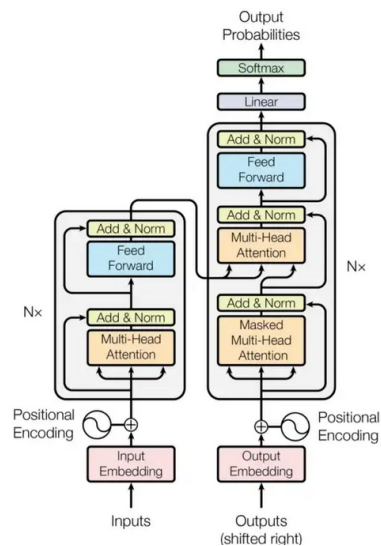 Output
Probabilities
Softmax
Linear
Add & Norm
Feed
Forward
Add & Norm
Multi-Head
Attention
Add & Norm
Masked
Multi-Head
Attention
Nx
Add & Norm
Feed
Forward
Add & Norm
Multi-Head
Attention
Nx
Positional
Encoding
Positional
Encoding
Input
Embedding
Output
Embedding
Inputs
Outputs
(shifted right)